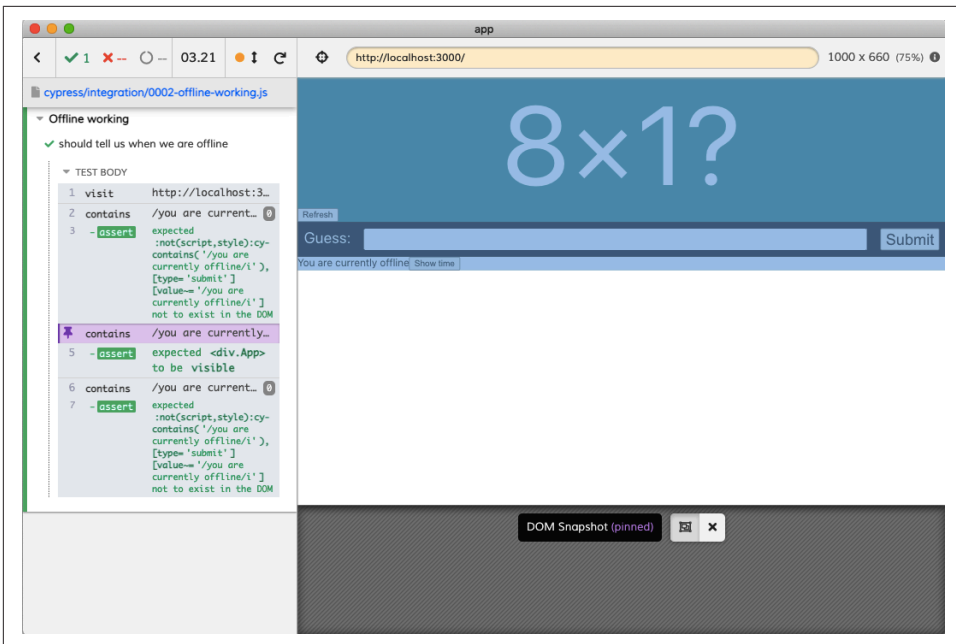 app
1 -- -- 03.21 http://localhost:3000/ 1000 x 660 (75%)
cypress/integration/0002-offline-working.js
Offline working
should tell us when we are offline
TEST BODY
1 visit http://localhost:3…
2 contains /you are current… 0
3 -assert expected
:not(script,style):cy-
contains('/you are
currently offline/i'),
[type='submit']
[value~='/you are
currently offline/i']
not to exist in the DOM
contains /you are currently…
5 -assert expected <div.App>
to be visible
6 contains /you are current… 0
7 -assert expected
:not(script,style):cy-
contains('/you are
currently offline/i'),
[type='submit']
[value~='/you are
currently offline/i']
not to exist in the DOM
8×1?
Refresh
Guess: Submit
You are currently offline Show time
DOM Snapshot (pinned)